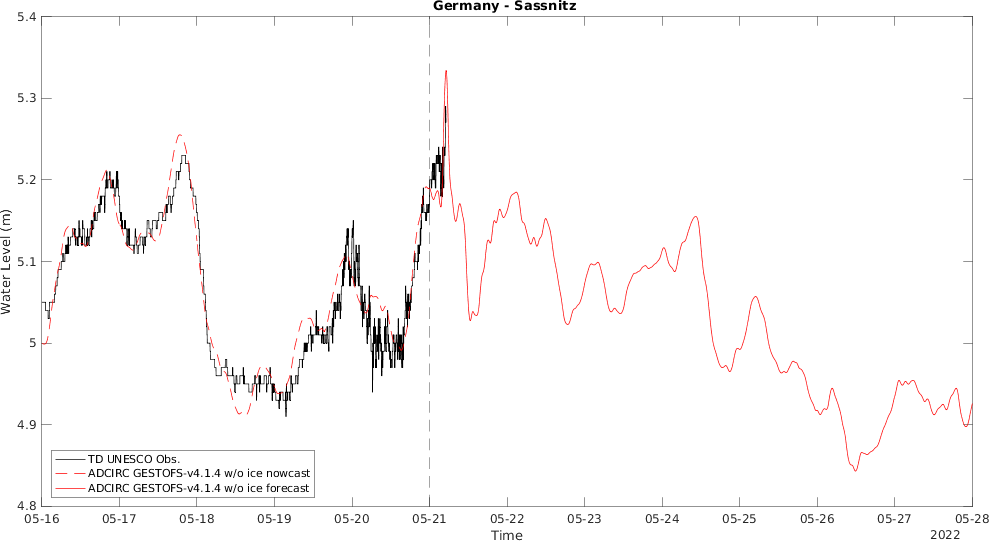 Germany - Sassnitz
5.4
5.3
5.2
5.1
5
4.9
4.8
Water Level (m)
TD UNESCO Obs.
ADCIRC GESTOFS-v4.1.4 w/o ice nowcast
ADCIRC GESTOFS-v4.1.4 w/o ice forecast
05-16 05-17 05-18 05-19 05-20 05-21 05-22 05-23 05-24 05-25 05-26 05-27 05-28
Time
2022